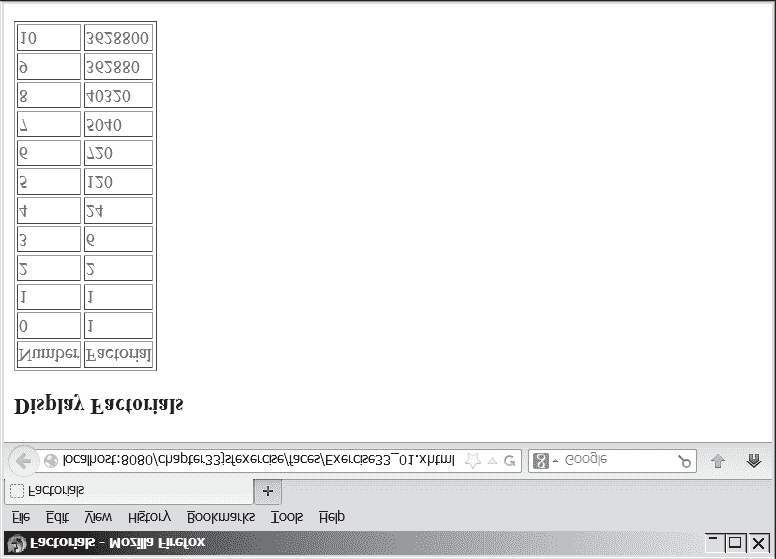 Factorials - Mozilla Firefox
File Edit View History Bookmarks Tools Help
Factorials +
localhost:8080/chapter33jsfexercise/faces/Exercise33_01.xhtml Google
Display Factorials
Number Factorial
0 1
1 1
2 2
3 6
4 24
5 120
6 720
7 5040
8 40320
9 362880
10 3628800